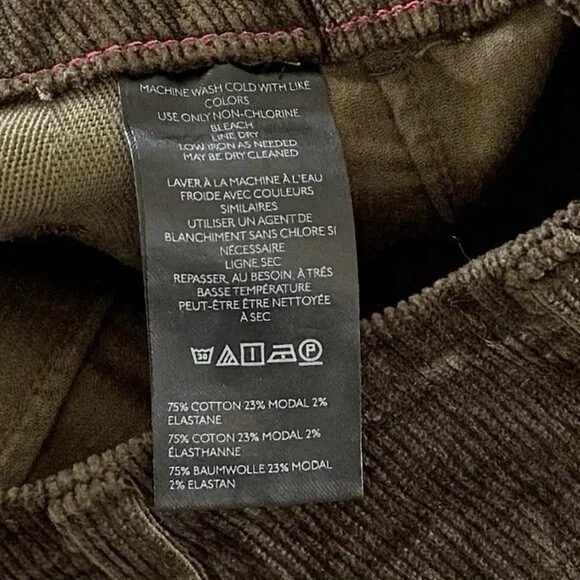 MACHINE WASH COLD WITH LIKE
COLORS
USE ONLY NON-CHLORINE
BLEACH
LINE DRY
LOW IRON AS NEEDED
MAY BE DRY CLEANED
LAVER À LA MACHINE À L'EAU
FROIDE AVEC COULEURS
SIMILAIRES
UTILISER UN AGENT DE
BLANCHIMENT SANS CHLORE SI
NÉCESSAIRE
LIGNE SEC
REPASSER, AU BESOIN, À TRÉS
BASSE TEMPÉRATURE
PEUT-ÊTRE ÊTRE NETTOYÉE
À SEC
30 P
75% COTTON 23% MODAL 2%
ELASTANE
75% COTON 23% MODAL 2%
ÉLASTHANNE
75% BAUMWOLLE 23% MODAL
2% ELASTAN